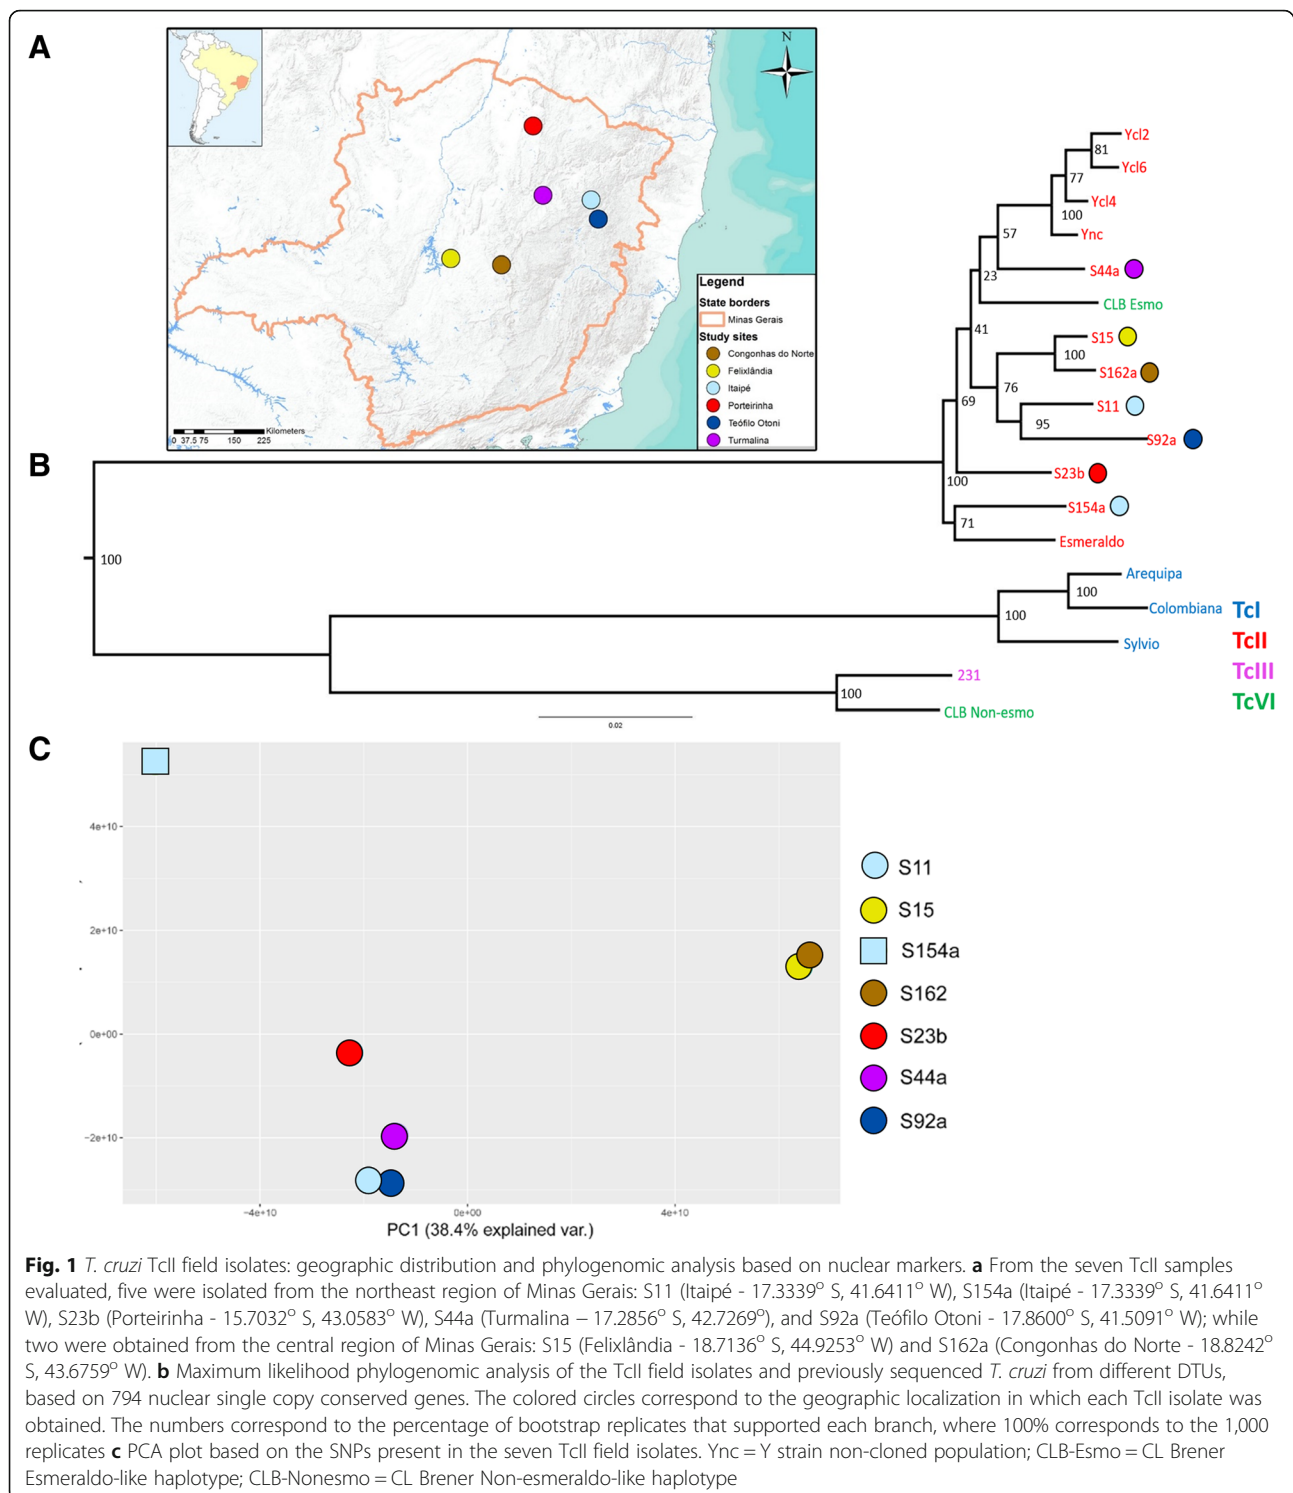 A
N
Legend
State borders
Minas Gerais
Study sites
Congonhas do Norte
Felixlândia
Itaipé
Porteirinha
Teófilo Otoni
Turmalina
Kilometers
0 37,5 75 150 225
B
Ycl2
81
Ycl6
77
Ycl4
100
Ync
57
S44a
23
CLB Esmo
41
S15
100
S162a
76
S11
69
95
S92a
S23b
100
S154a
71
Esmeraldo
100
Arequipa
100
Colombiana
100
Sylvio
231
100
CLB Non-esmo
0.02
TcI
TcII
TcIII
TcVI
C
4e+10
2e+10
0e+00
−2e+10
−4e+10
0e+00
4e+10
PC1 (38.4% explained var.)
S11
S15
S154a
S162
S23b
S44a
S92a
Fig. 1 T. cruzi TcII field isolates: geographic distribution and phylogenomic analysis based on nuclear markers. a From the seven TcII samples
evaluated, five were isolated from the northeast region of Minas Gerais: S11 (Itaipé - 17.3339° S, 41.6411° W), S154a (Itaipé - 17.3339° S, 41.6411°
W), S23b (Porteirinha - 15.7032° S, 43.0583° W), S44a (Turmalina − 17.2856° S, 42.7269°), and S92a (Teófilo Otoni - 17.8600° S, 41.5091° W); while
two were obtained from the central region of Minas Gerais: S15 (Felixlândia - 18.7136° S, 44.9253° W) and S162a (Congonhas do Norte - 18.8242°
S, 43.6759° W). b Maximum likelihood phylogenomic analysis of the TcII field isolates and previously sequenced T. cruzi from different DTUs,
based on 794 nuclear single copy conserved genes. The colored circles correspond to the geographic localization in which each TcII isolate was
obtained. The numbers correspond to the percentage of bootstrap replicates that supported each branch, where 100% corresponds to the 1,000
replicates c PCA plot based on the SNPs present in the seven TcII field isolates. Ync = Y strain non-cloned population; CLB-Esmo = CL Brener
Esmeraldo-like haplotype; CLB-Nonesmo = CL Brener Non-esmeraldo-like haplotype